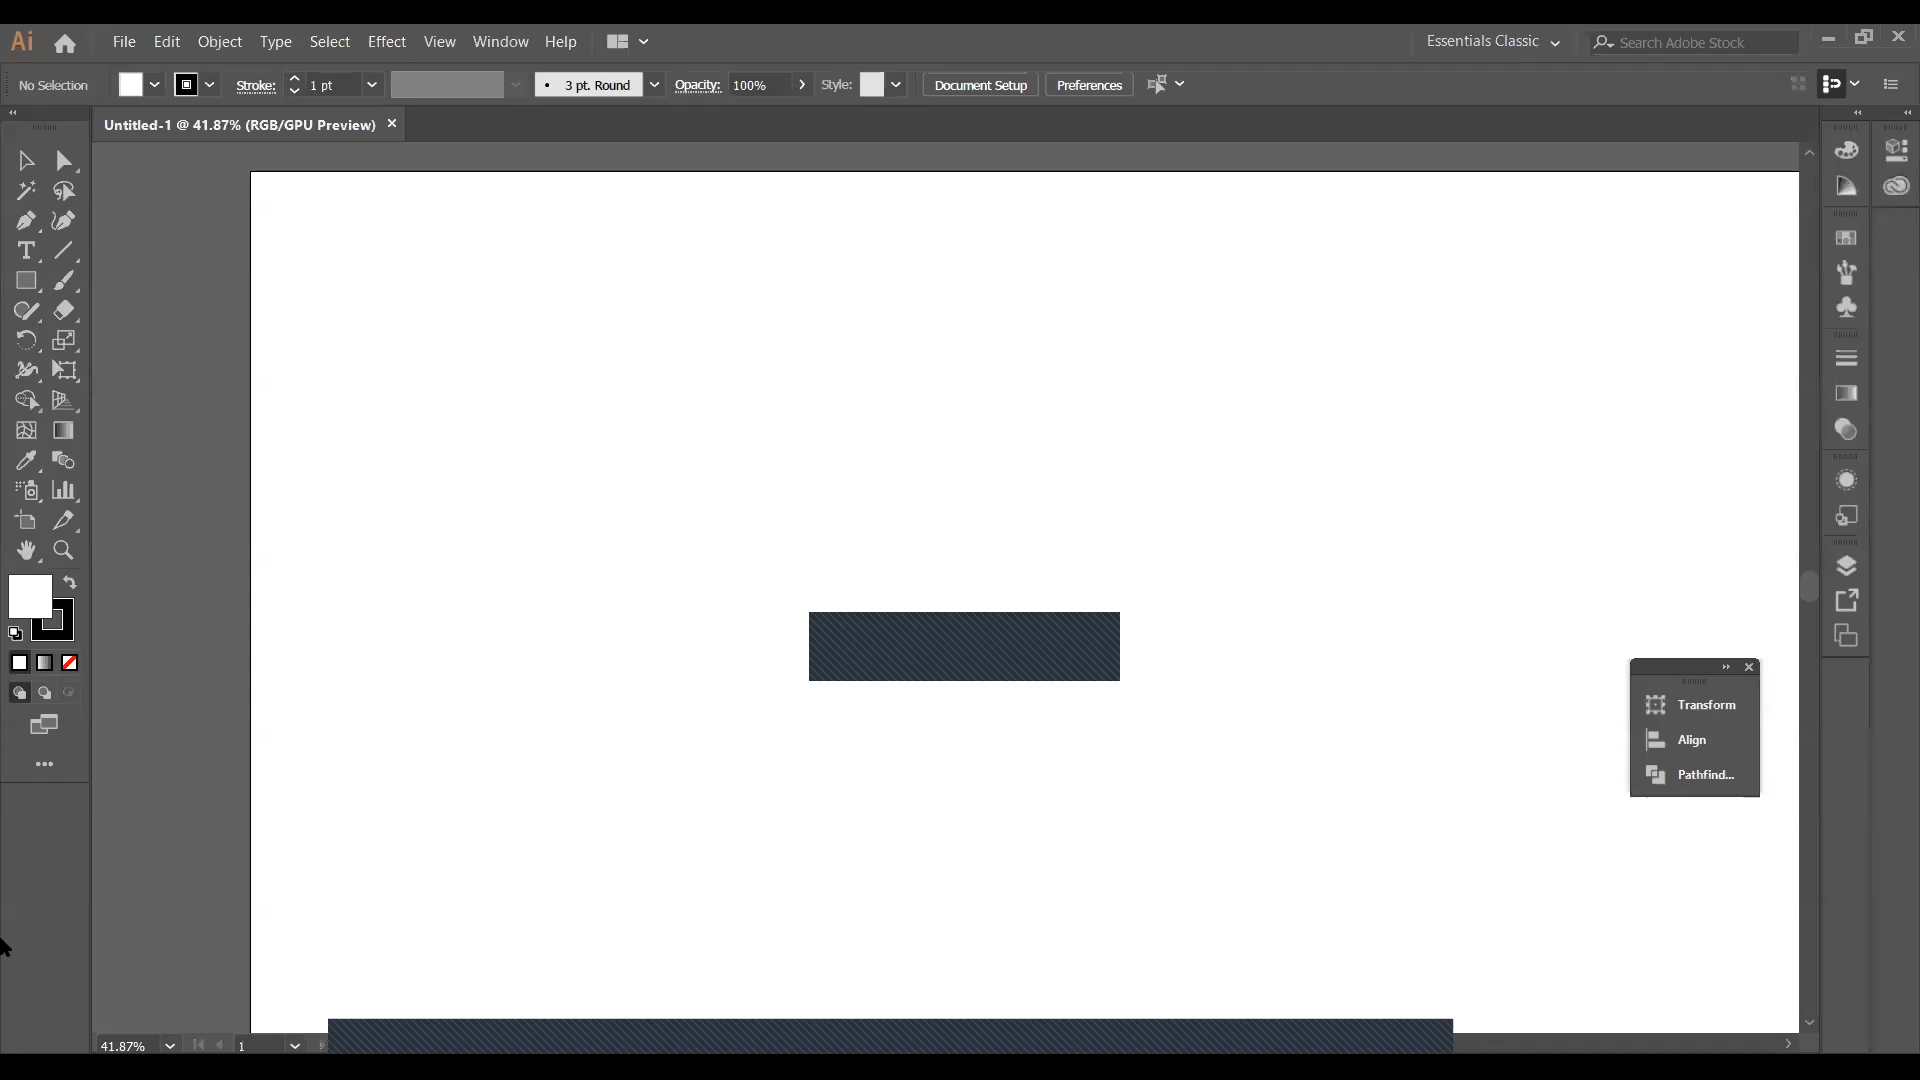 Ai File Edit Object Type Select Effect View Window Help Essentials Classic Search Adobe Stock
No Selection Stroke: 1 pt 3 pt. Round Opacity: 100% Style: Document Setup Preferences
Untitled-1 @ 41.87% (RGB/GPU Preview)
Transform
Align
Pathfind...
41.87% 1